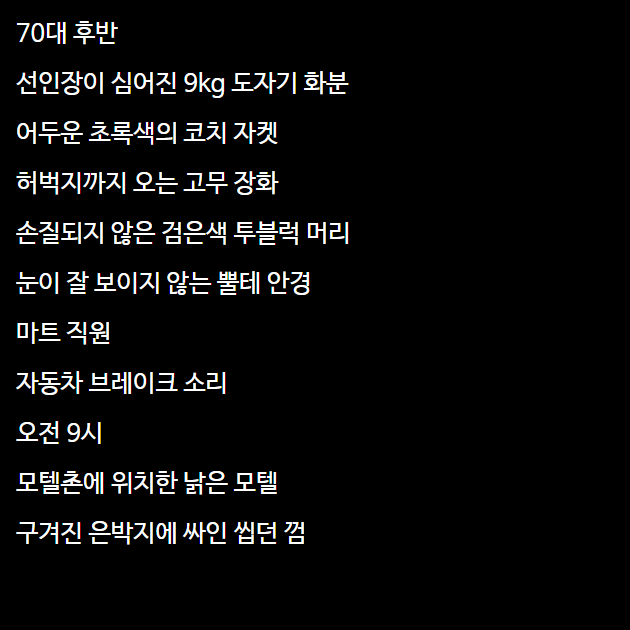 70대 후반
선인장이 심어진 9kg 도자기 화분
어두운 초록색의 코치 자켓
허벅지까지 오는 고무 장화
손질되지 않은 검은색 투블럭 머리
눈이 잘 보이지 않는 뿔테 안경
마트 직원
자동차 브레이크 소리
오전 9시
모텔촌에 위치한 낡은 모텔
구겨진 은박지에 싸인 씹던 껌